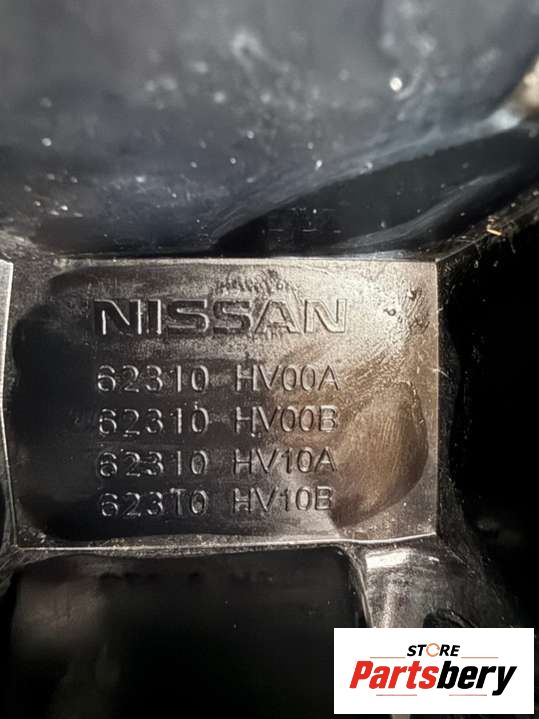 NISSAN
62310 HV00A
62310 HV00B
62310 HV10A
62310 HV10B
STORE
Partsbery